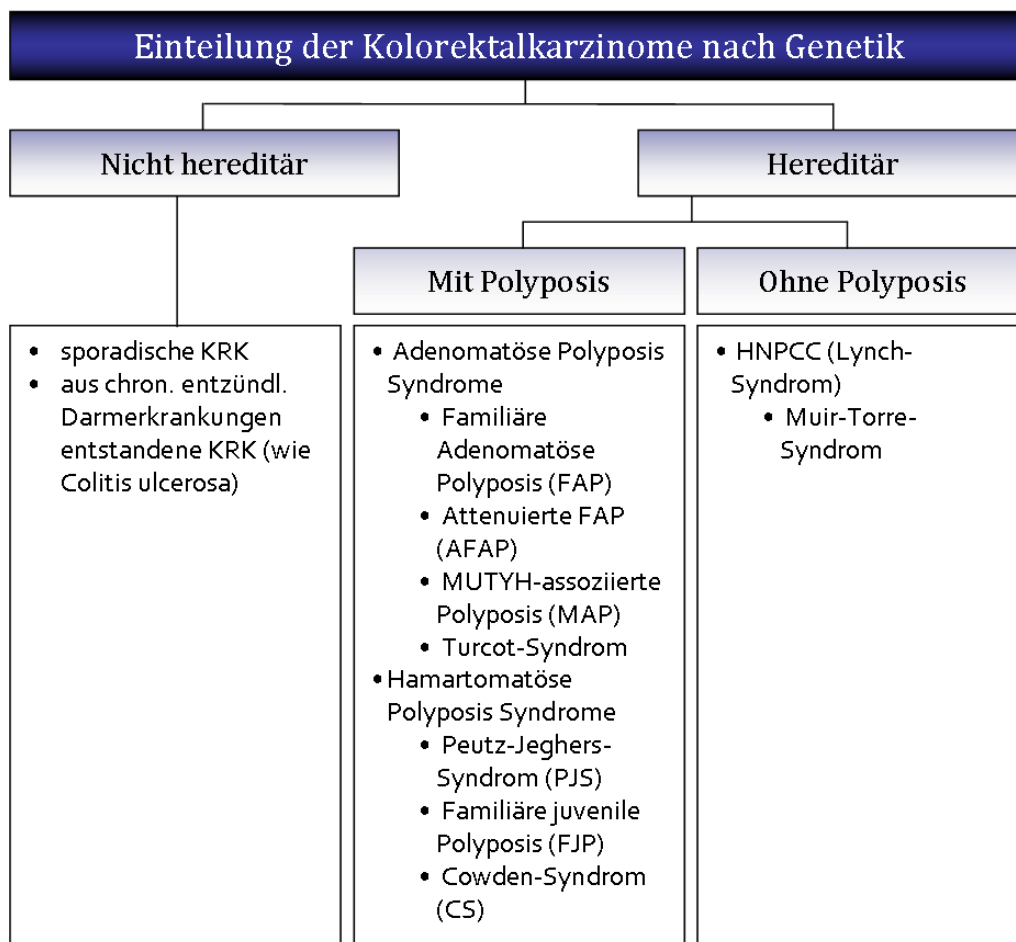 Einteilung der Kolorektalkarzinome nach Genetik
Nicht hereditär
Hereditär
Mit Polyposis
Ohne Polyposis
• sporadische KRK
• aus chron. entzündl.
Darmerkrankungen
entstandene KRK (wie
Colitis ulcerosa)
• Adenomatöse Polyposis
Syndrome
• Familiäre
Adenomatöse
Polyposis (FAP)
• Attenuierte FAP
(AFAP)
• MUTYH-assoziierte
Polyposis (MAP)
• Turcot-Syndrom
• Hamartomatöse
Polyposis Syndrome
• Peutz-Jeghers-
Syndrom (PJS)
• Familiäre juvenile
Polyposis (FJP)
• Cowden-Syndrom
(CS)
• HNPCC (Lynch-
Syndrom)
• Muir-Torre-
Syndrom